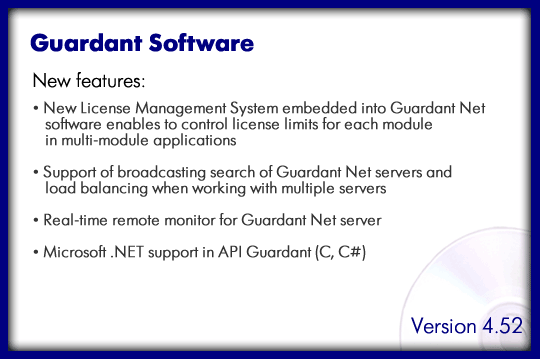 Guardant Software
New features:
• New License Management System embedded into Guardant Net
software enables to control license limits for each module
in multi-module applications
• Support of broadcasting search of Guardant Net servers and
load balancing when working with multiple servers
• Real-time remote monitor for Guardant Net server
• Microsoft .NET support in API Guardant (C, C#)
Version 4.52